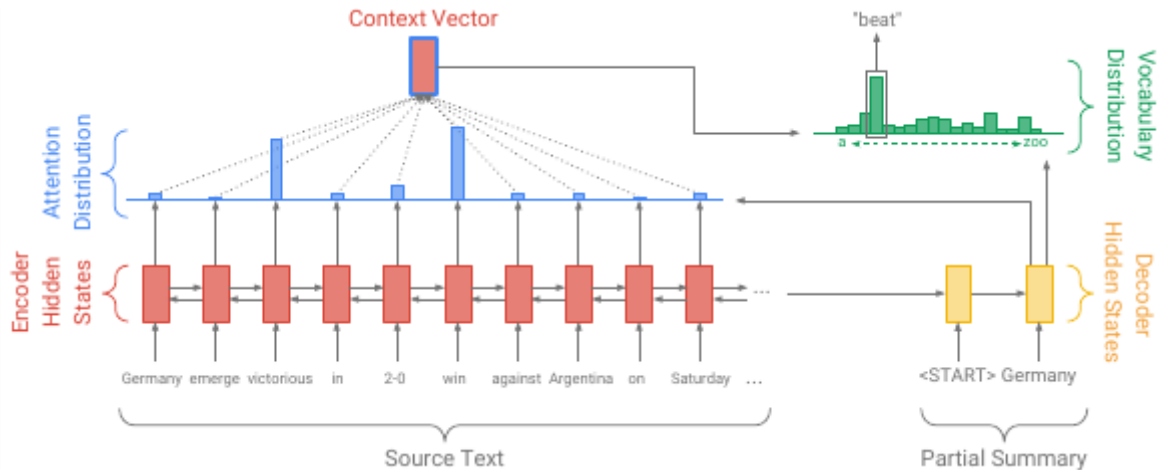 Context Vector
"beat"
Vocabulary
Distribution
a
zoo
Attention
Distribution
Encoder
Hidden
States
...
Decoder
Hidden States
Germany emerge victorious in 2-0 win against Argentina on Saturday ...
<START> Germany
Source Text
Partial Summary